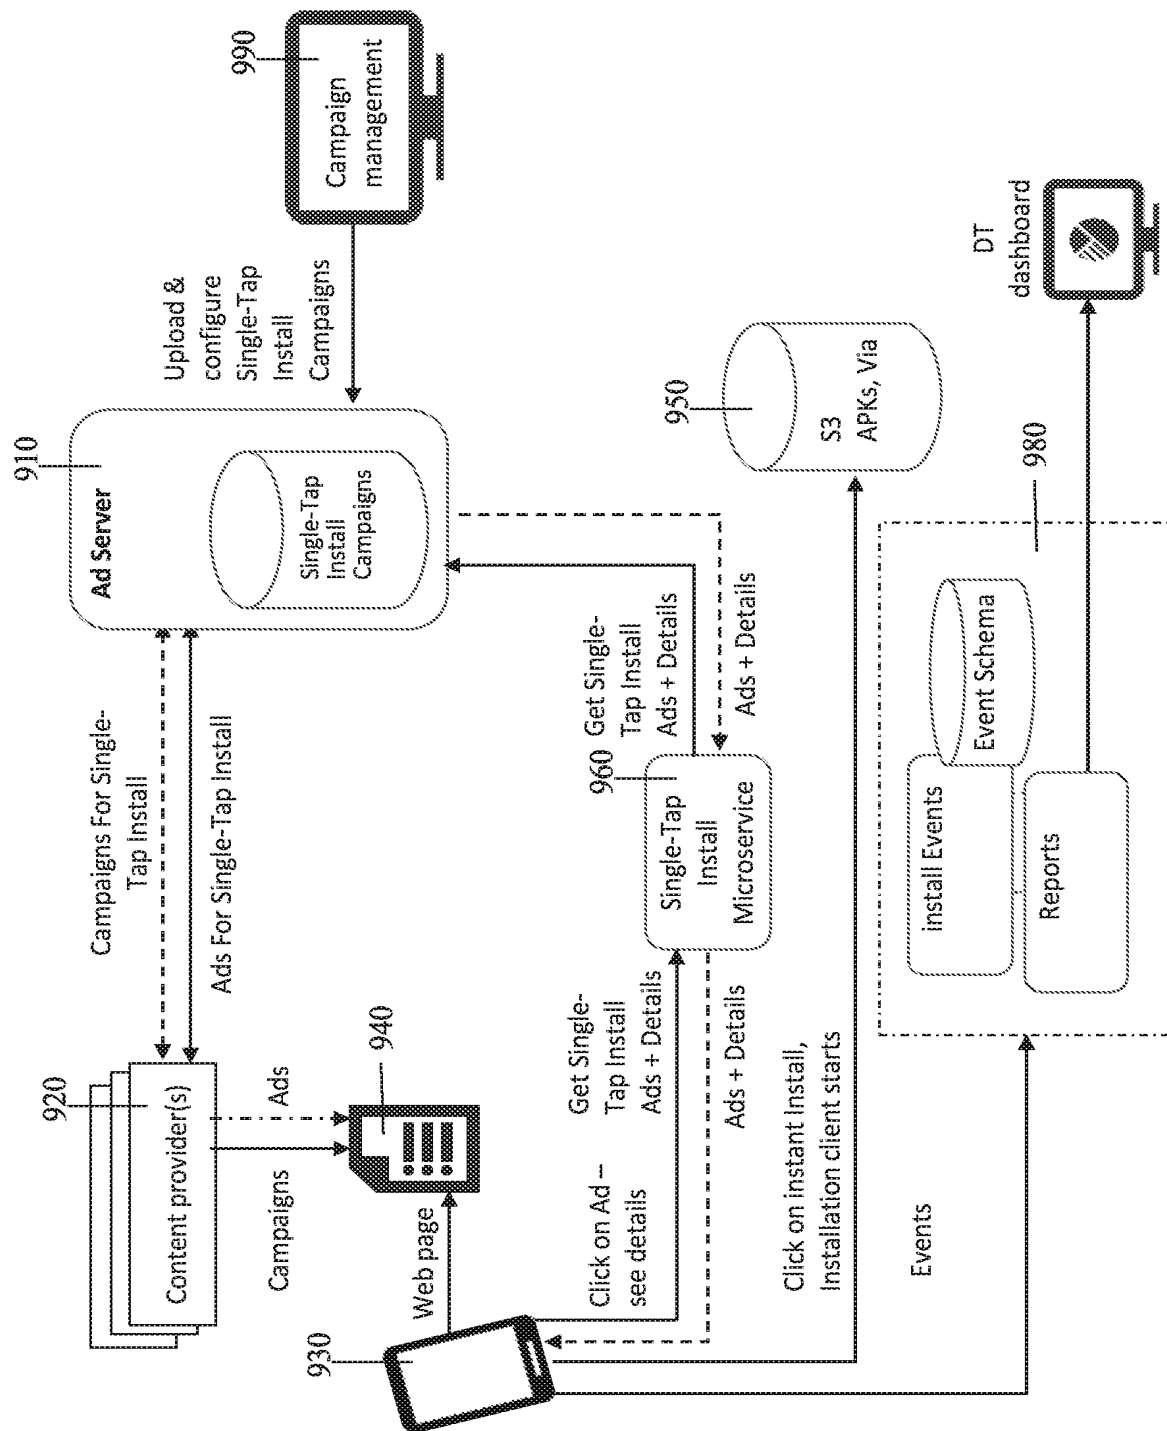 990
Campaign
management
Upload &
configure
Single-Tap
Install
Campaigns
910
Ad Server
Single-Tap
Install
Campaigns
Campaigns For Single-
Tap Install
Ads For Single-Tap Install
920
Content provider(s)
Ads
Campaigns
940
Web page
930
Click on Ad –
see details
Get Single-
Tap Install
Ads + Details
Ads + Details
960
Single-Tap
Install
Microservice
Get Single-
Tap Install
Ads + Details
Ads + Details
950
S3
APKs, Via
Click on instant Install,
Installation client starts
Events
980
Install Events
Event Schema
Reports
DT
dashboard